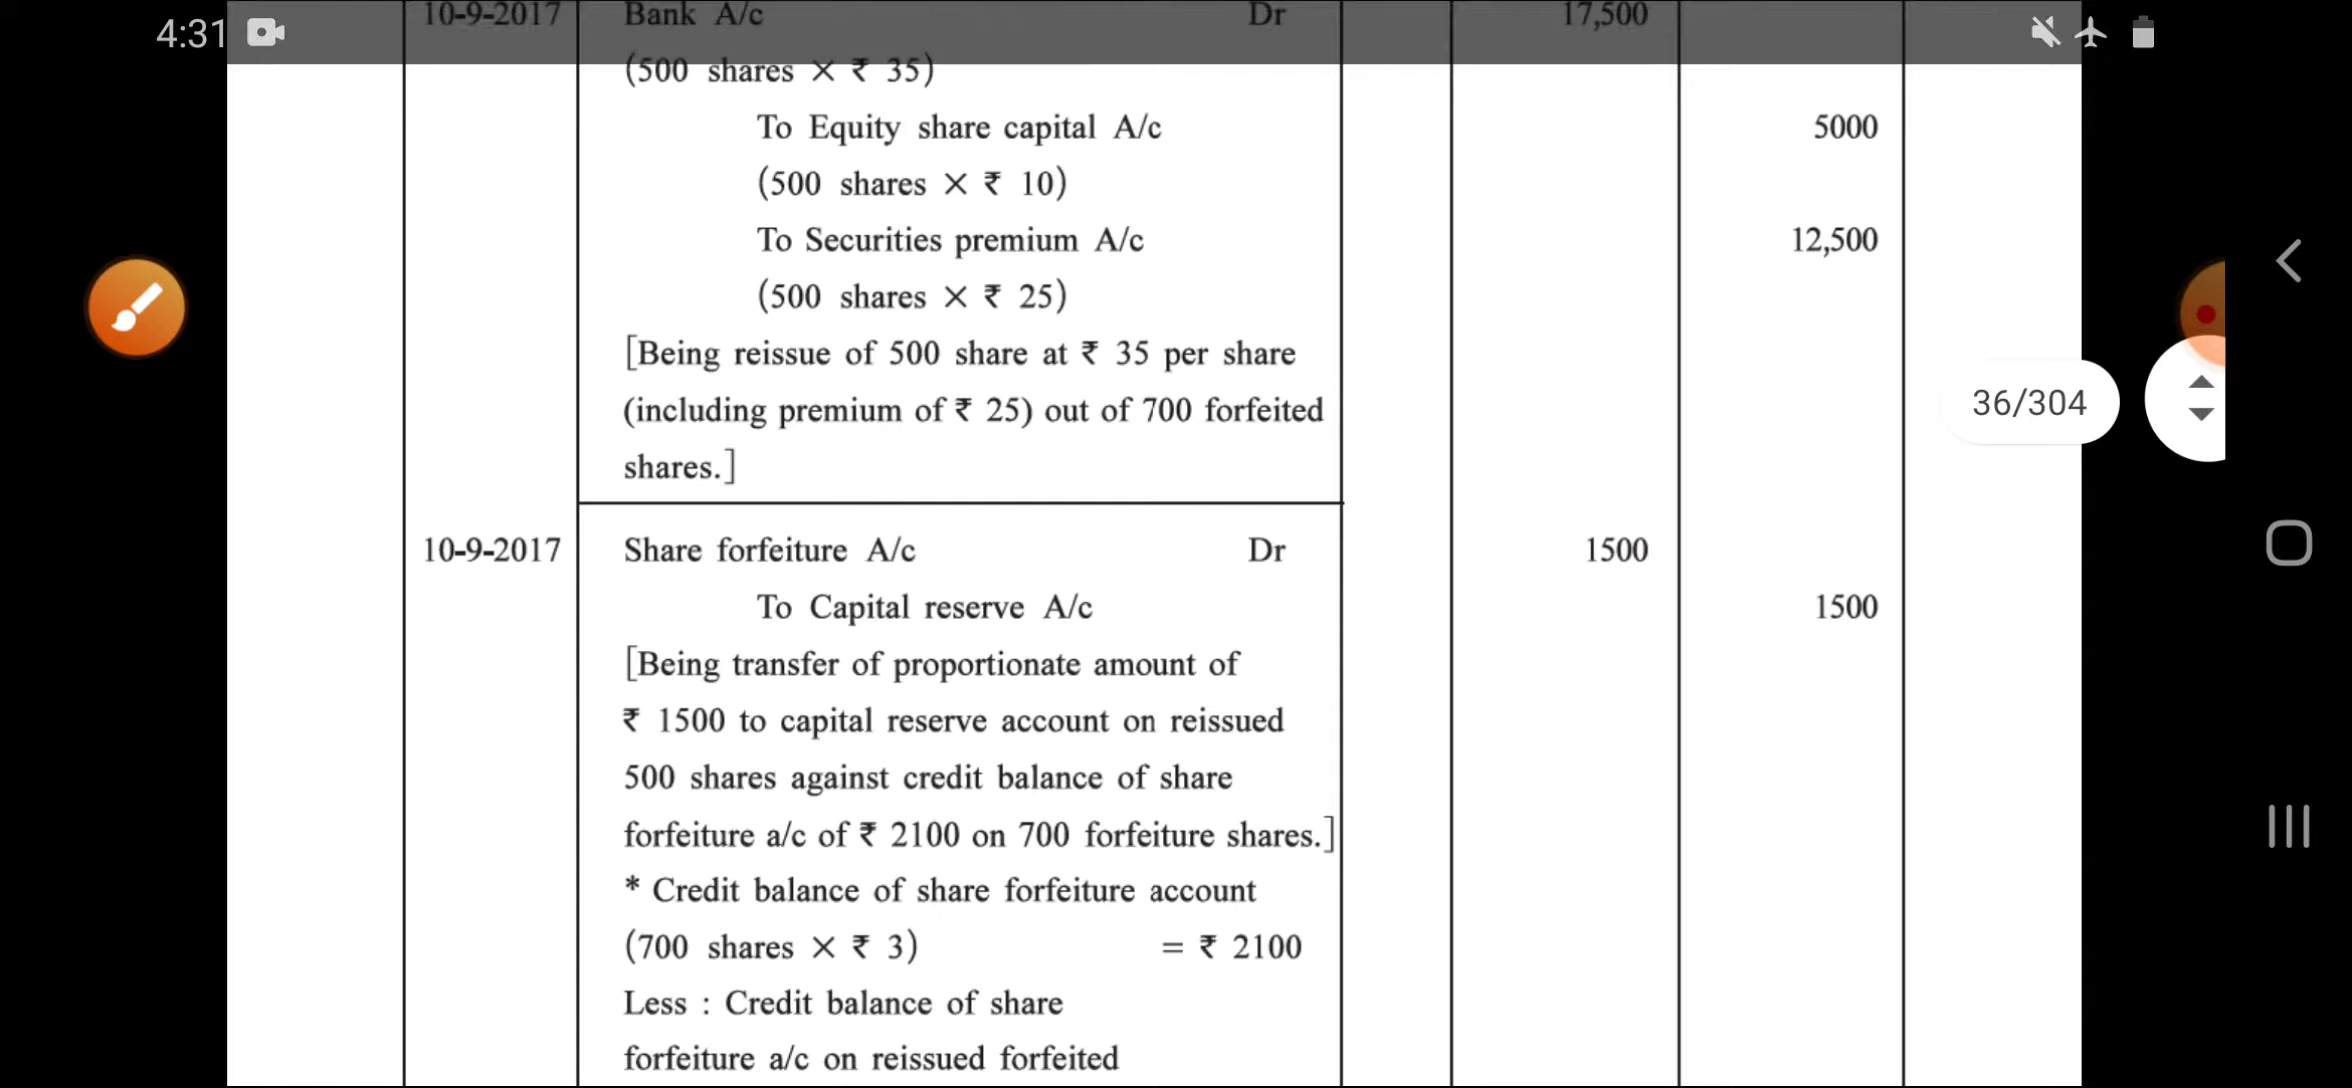 4:31
10-9-2017 Bank A/c Dr 17,500
(500 shares × ₹ 35)
To Equity share capital A/c 5000
(500 shares × ₹ 10)
To Securities premium A/c 12,500
(500 shares × ₹ 25)
[Being reissue of 500 share at ₹ 35 per share
(including premium of ₹ 25) out of 700 forfeited
shares.]
36/304
10-9-2017 Share forfeiture A/c Dr 1500
To Capital reserve A/c 1500
[Being transfer of proportionate amount of
₹ 1500 to capital reserve account on reissued
500 shares against credit balance of share
forfeiture a/c of ₹ 2100 on 700 forfeiture shares.]
* Credit balance of share forfeiture account
(700 shares × ₹ 3) = ₹ 2100
Less : Credit balance of share
forfeiture a/c on reissued forfeited